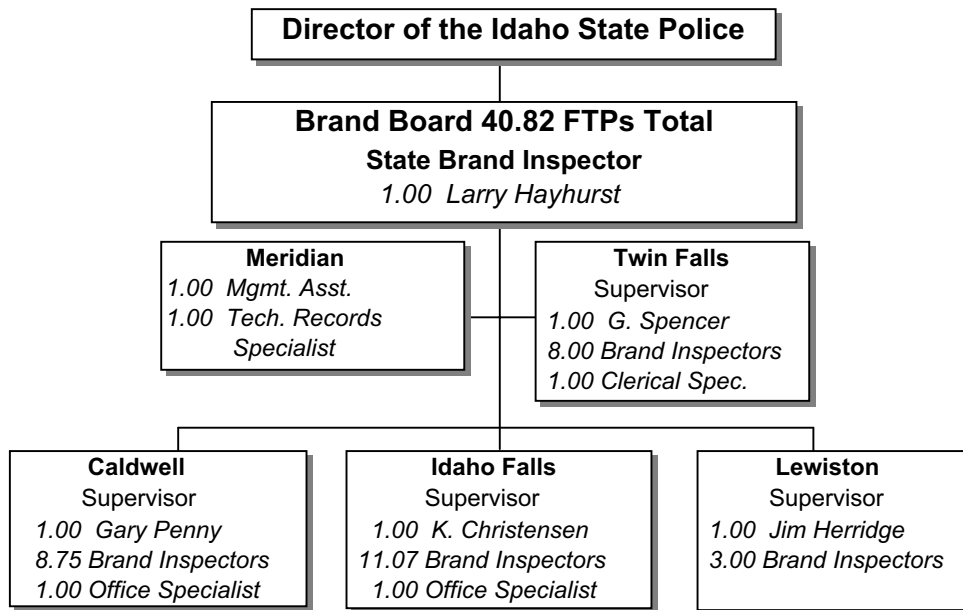 Director of the Idaho State Police
Brand Board 40.82 FTPs Total
State Brand Inspector
1.00 Larry Hayhurst
Meridian
1.00 Mgmt. Asst.
1.00 Tech. Records
Specialist
Twin Falls
Supervisor
1.00 G. Spencer
8.00 Brand Inspectors
1.00 Clerical Spec.
Caldwell
Supervisor
1.00 Gary Penny
8.75 Brand Inspectors
1.00 Office Specialist
Idaho Falls
Supervisor
1.00 K. Christensen
11.07 Brand Inspectors
1.00 Office Specialist
Lewiston
Supervisor
1.00 Jim Herridge
3.00 Brand Inspectors